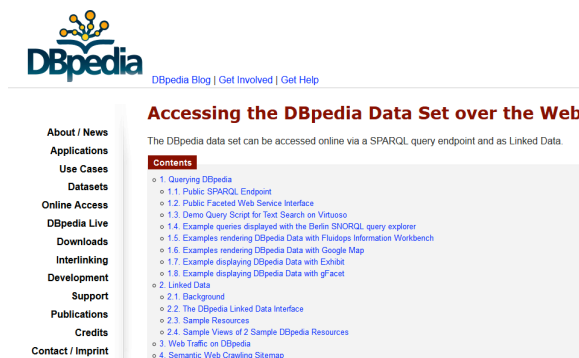 DBpedia
DBpedia Blog | Get Involved | Get Help
About / News
Applications
Use Cases
Datasets
Online Access
DBpedia Live
Downloads
Interlinking
Development
Support
Publications
Credits
Contact / Imprint
Accessing the DBpedia Data Set over the Web
The DBpedia data set can be accessed online via a SPARQL query endpoint and as Linked Data.
Contents
1. Querying DBpedia
1.1. Public SPARQL Endpoint
1.2. Public Faceted Web Service Interface
1.3. Demo Query Script for Text Search on Virtuoso
1.4. Example queries displayed with the Berlin SNORQL query explorer
1.5. Examples rendering DBpedia Data with Fluidops Information Workbench
1.6. Examples rendering DBpedia Data with Google Map
1.7. Example displaying DBpedia Data with Exhibit
1.8. Example displaying DBpedia Data with gFacet
2. Linked Data
2.1. Background
2.2. The DBpedia Linked Data Interface
2.3. Sample Resources
2.4. Sample Views of 2 Sample DBpedia Resources
3. Web Traffic on DBpedia
4. Semantic Web Crawling Sitemap